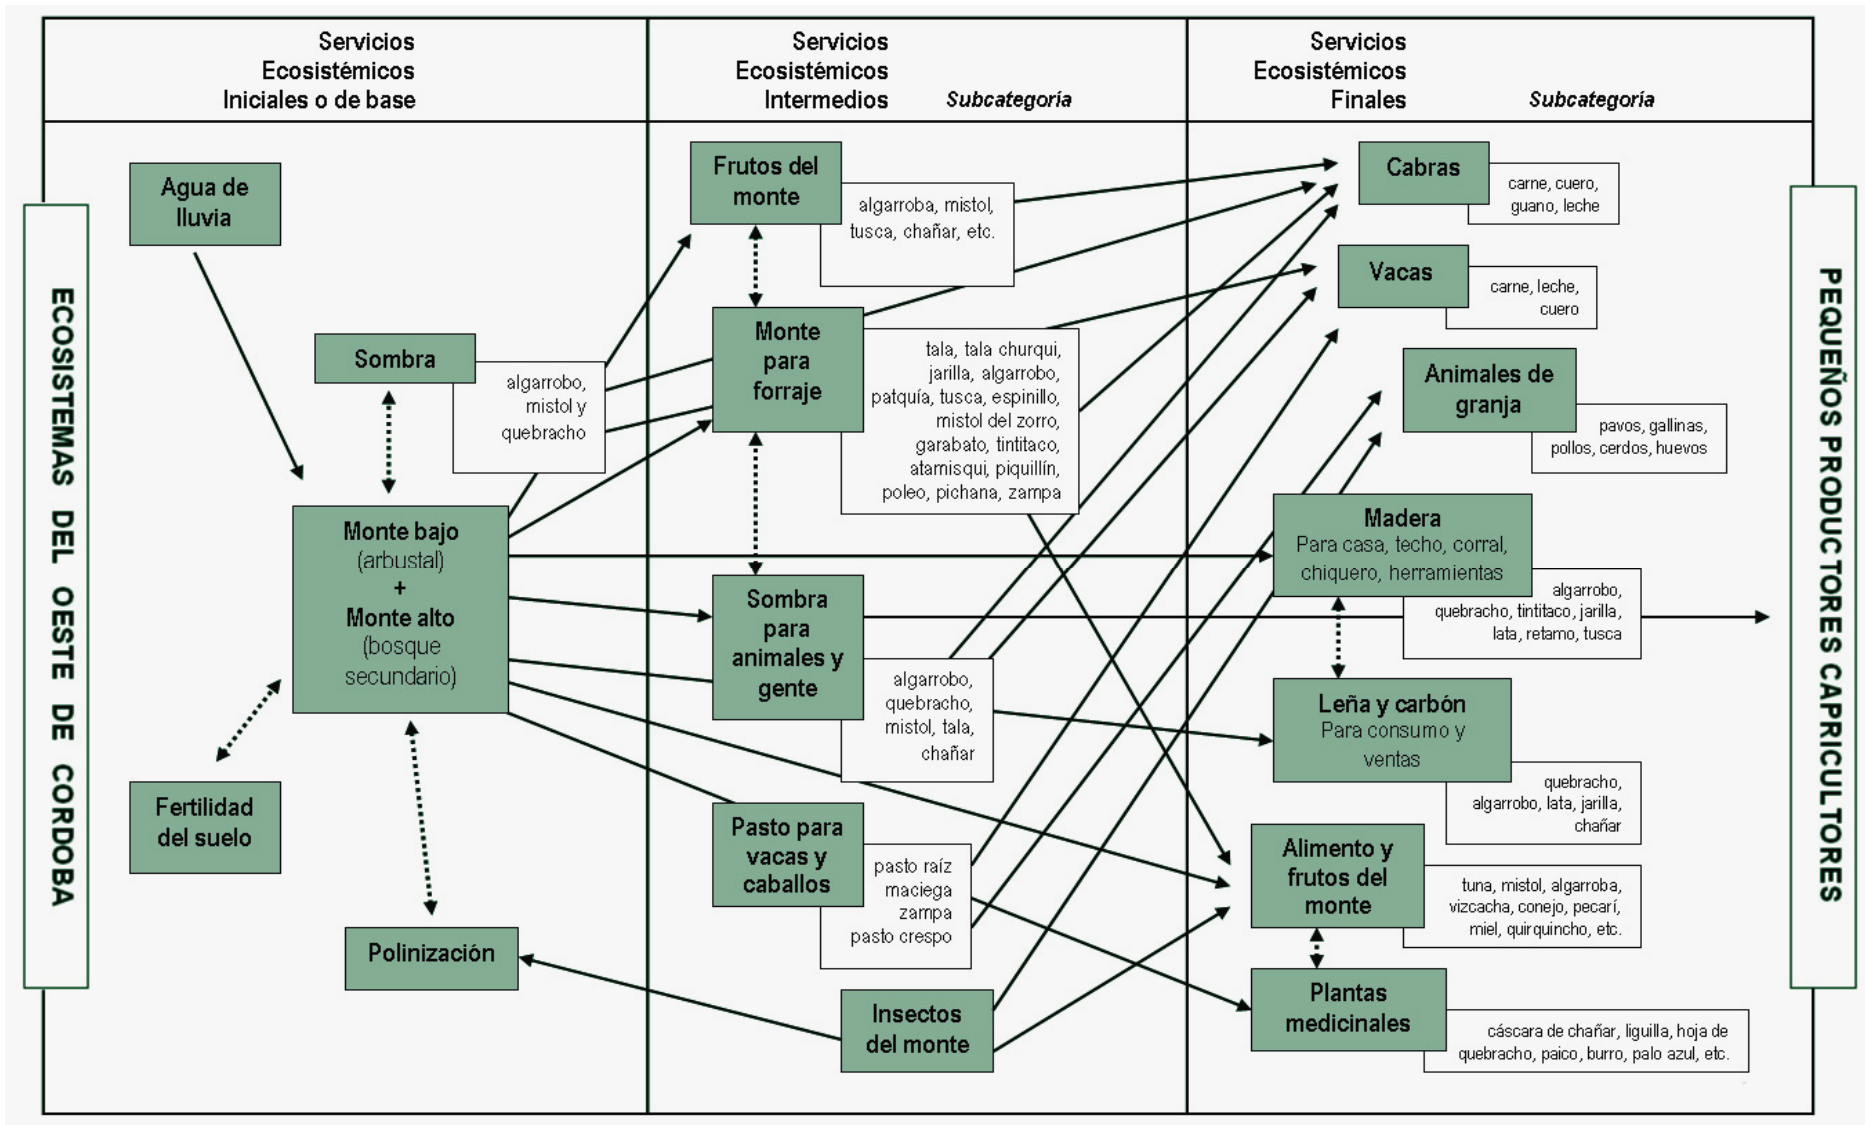 Servicios
Ecosistémicos
Iniciales o de base
Servicios
Ecosistémicos
Intermedios
Subcategoría
Servicios
Ecosistémicos
Finales
Subcategoría
ECOSISTEMAS DEL OESTE DE CORDOBA
Agua de
lluvia
Sombra
algarrobo,
mistol y
quebracho
Monte bajo
(arbustal)
+
Monte alto
(bosque
secundario)
Fertilidad
del suelo
Polinización
Frutos del
monte
algarroba, mistol,
tusca, chañar, etc.
Monte
para
forraje
tala, tala churqui,
jarilla, algarrobo,
patquía, tusca, espinillo,
mistol del zorro,
garabato, tintitaco,
atamisqui, piquillín,
poleo, pichana, zampa
Sombra
para
animales y
gente
algarrobo,
quebracho,
mistol, tala,
chañar
Pasto para
vacas y
caballos
pasto raíz
maciega
zampa
pasto crespo
Insectos
del monte
Cabras
carne, cuero,
guano, leche
Vacas
carne, leche,
cuero
Animales de
granja
pavos, gallinas,
pollos, cerdos, huevos
Madera
Para casa, techo, corral,
chiquero, herramientas
algarrobo,
quebracho, tintitaco, jarilla,
lata, retamo, tusca
Leña y carbón
Para consumo y
ventas
quebracho,
algarrobo, lata, jarilla,
chañar
Alimento y
frutos del
monte
tuna, mistol, algarroba,
vizcacha, conejo, pecarí,
miel, quirquincho, etc.
Plantas
medicinales
cáscara de chañar, liguilla, hoja de
quebracho, paico, burro, palo azul, etc.
PEQUEÑOS PRODUCTORES CAPRICULTORES